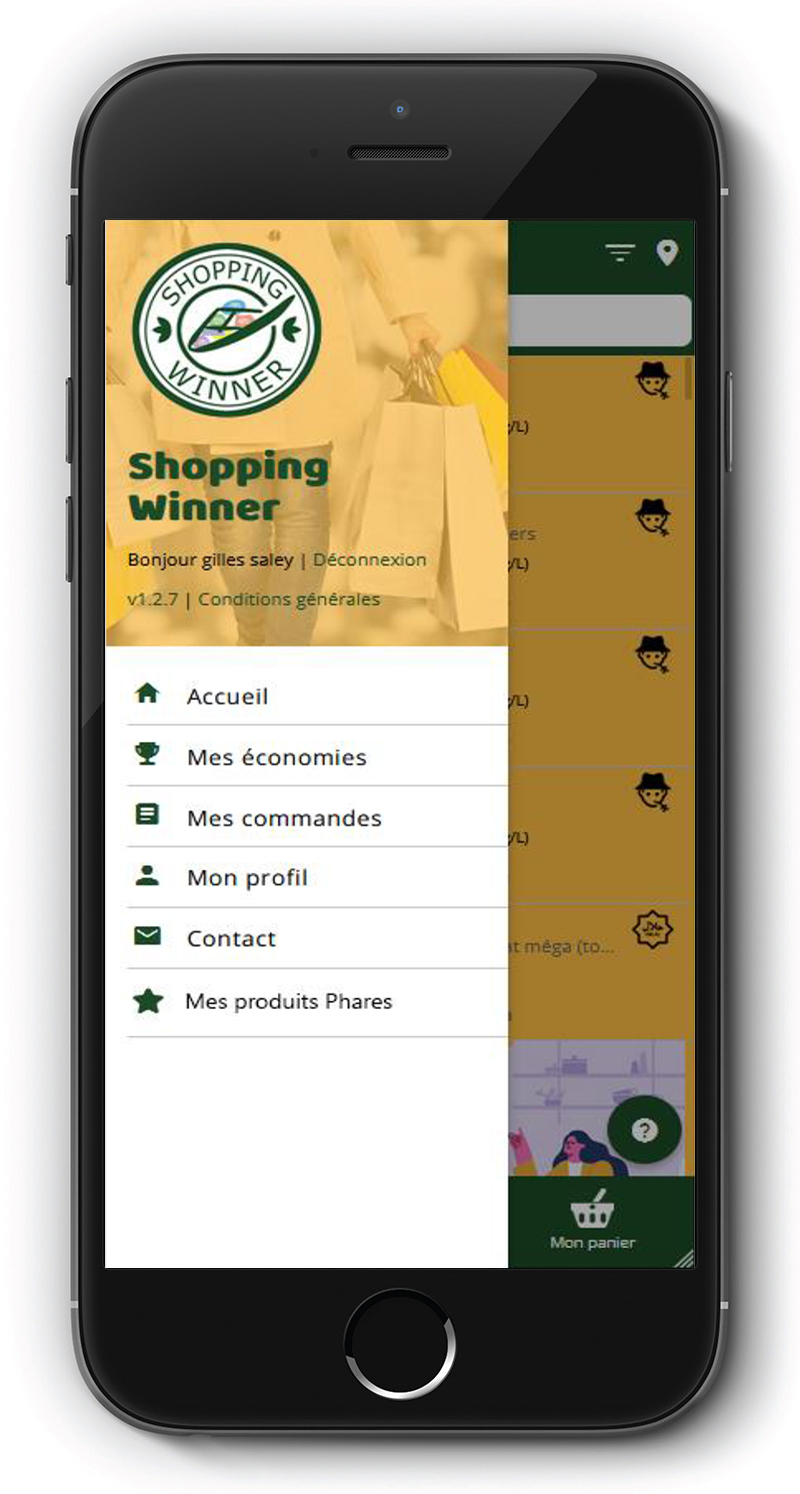 SHOPPING
WINNER
Shopping
Winner
Bonjour gilles saley | Déconnexion
v1.2.7 | Conditions générales
Accueil
Mes économies
Mes commandes
Mon profil
Contact
Mes produits Phares
/L)
ers
/L)
/L)
/L)
at méga (to...
?
Mon panier